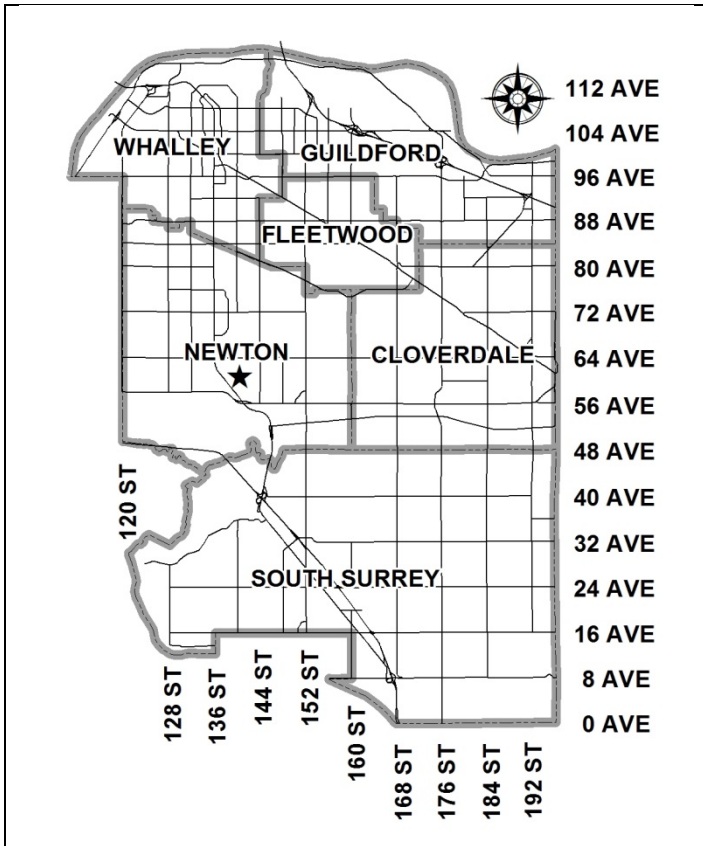 112 AVE
104 AVE
WHALLEY
GUILDFORD
96 AVE
88 AVE
FLEETWOOD
80 AVE
72 AVE
NEWTON
CLOVERDALE
64 AVE
56 AVE
48 AVE
120 ST
40 AVE
32 AVE
SOUTH SURREY
24 AVE
16 AVE
8 AVE
0 AVE
128 ST
136 ST
144 ST
152 ST
160 ST
168 ST
176 ST
184 ST
192 ST